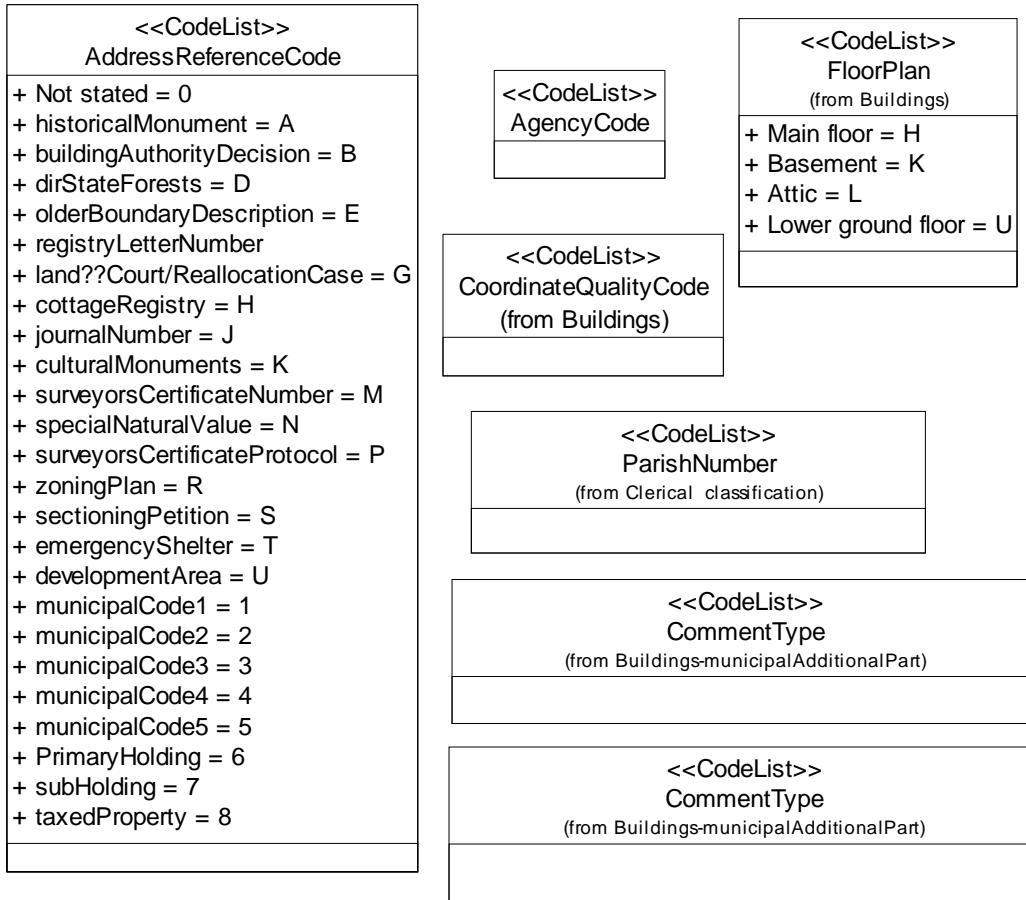 <<CodeList>>
AddressReferenceCode
+ Not stated = 0
+ historicalMonument = A
+ buildingAuthorityDecision = B
+ dirStateForests = D
+ olderBoundaryDescription = E
+ registryLetterNumber
+ land??Court/ReallocationCase = G
+ cottageRegistry = H
+ journalNumber = J
+ culturalMonuments = K
+ surveyorsCertificateNumber = M
+ specialNaturalValue = N
+ surveyorsCertificateProtocol = P
+ zoningPlan = R
+ sectioningPetition = S
+ emergencyShelter = T
+ developmentArea = U
+ municipalCode1 = 1
+ municipalCode2 = 2
+ municipalCode3 = 3
+ municipalCode4 = 4
+ municipalCode5 = 5
+ PrimaryHolding = 6
+ subHolding = 7
+ taxedProperty = 8
<<CodeList>>
AgencyCode
<<CodeList>>
FloorPlan
(from Buildings)
+ Main floor = H
+ Basement = K
+ Attic = L
+ Lower ground floor = U
<<CodeList>>
CoordinateQualityCode
(from Buildings)
<<CodeList>>
ParishNumber
(from Clerical classification)
<<CodeList>>
CommentType
(from Buildings-municipalAdditionalPart)
<<CodeList>>
CommentType
(from Buildings-municipalAdditionalPart)